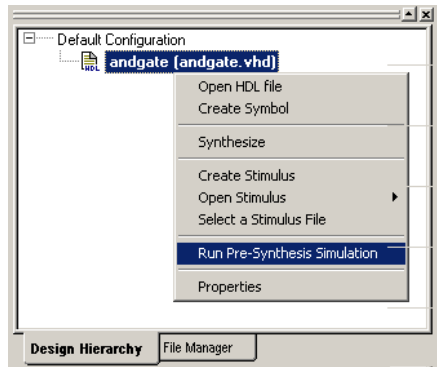 Default Configuration
HDL
andgate (andgate.vhd)
Open HDL file
Create Symbol
Synthesize
Create Stimulus
Open Stimulus
Select a Stimulus File
Run Pre-Synthesis Simulation
Properties
Design Hierarchy
File Manager